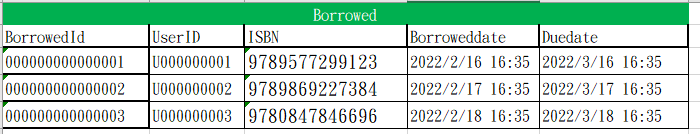 Borrowed
BorrowedId UserID ISBN Borroweddate Duedate
000000000000001 U000000001 9789577299123 2022/2/16 16:35 2022/3/16 16:35
000000000000002 U000000002 9789869227384 2022/2/17 16:35 2022/3/17 16:35
000000000000003 U000000003 9780847846696 2022/2/18 16:35 2022/3/18 16:35